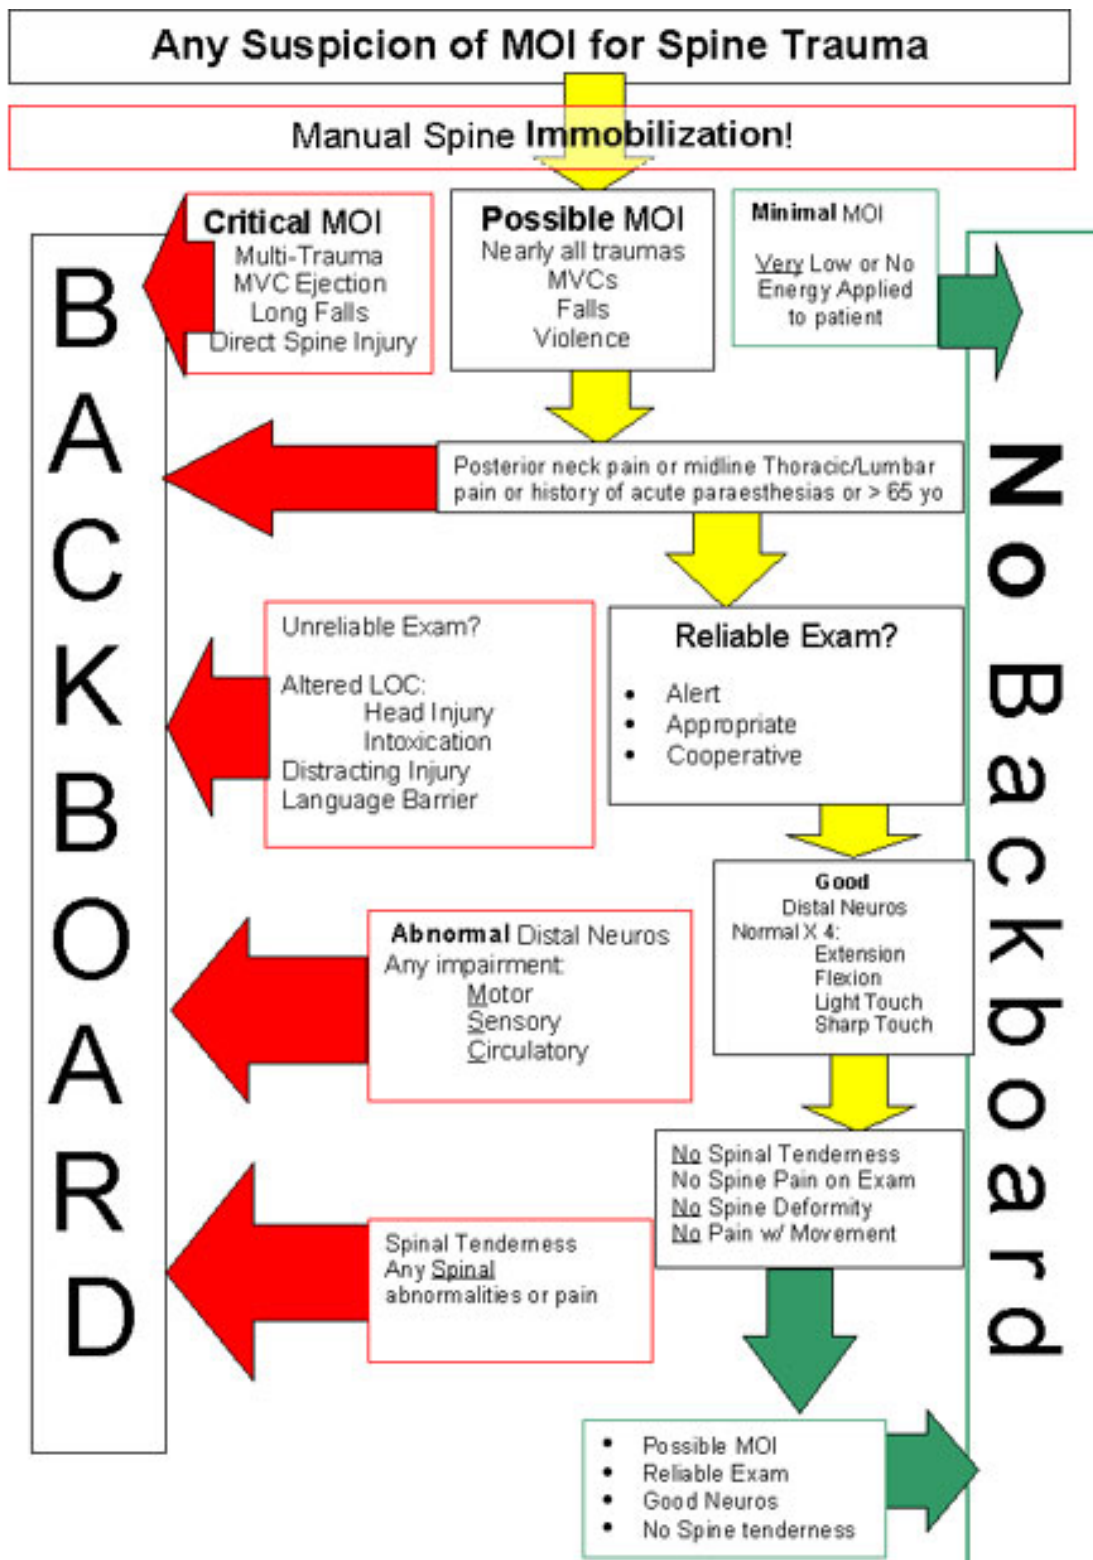 Any Suspicion of MOI for Spine Trauma
Manual Spine Immobilization!
Critical MOI
Multi-Trauma
MVC Ejection
Long Falls
Direct Spine Injury
Possible MOI
Nearly all traumas
MVCs
Falls
Violence
Minimal MOI
Very Low or No
Energy Applied
to patient
BACKBOARD
No Backboard
Posterior neck pain or midline Thoracic/Lumbar
pain or history of acute paraesthesias or > 65 yo
Unreliable Exam?
Altered LOC:
Head Injury
Intoxication
Distracting Injury
Language Barrier
Reliable Exam?
• Alert
• Appropriate
• Cooperative
Good
Distal Neuros
Normal X 4:
Extension
Flexion
Light Touch
Sharp Touch
Abnormal Distal Neuros
Any impairment:
Motor
Sensory
Circulatory
No Spinal Tenderness
No Spine Pain on Exam
No Spine Deformity
No Pain w/ Movement
Spinal Tenderness
Any Spinal
abnormalities or pain
• Possible MOI
• Reliable Exam
• Good Neuros
• No Spine tenderness